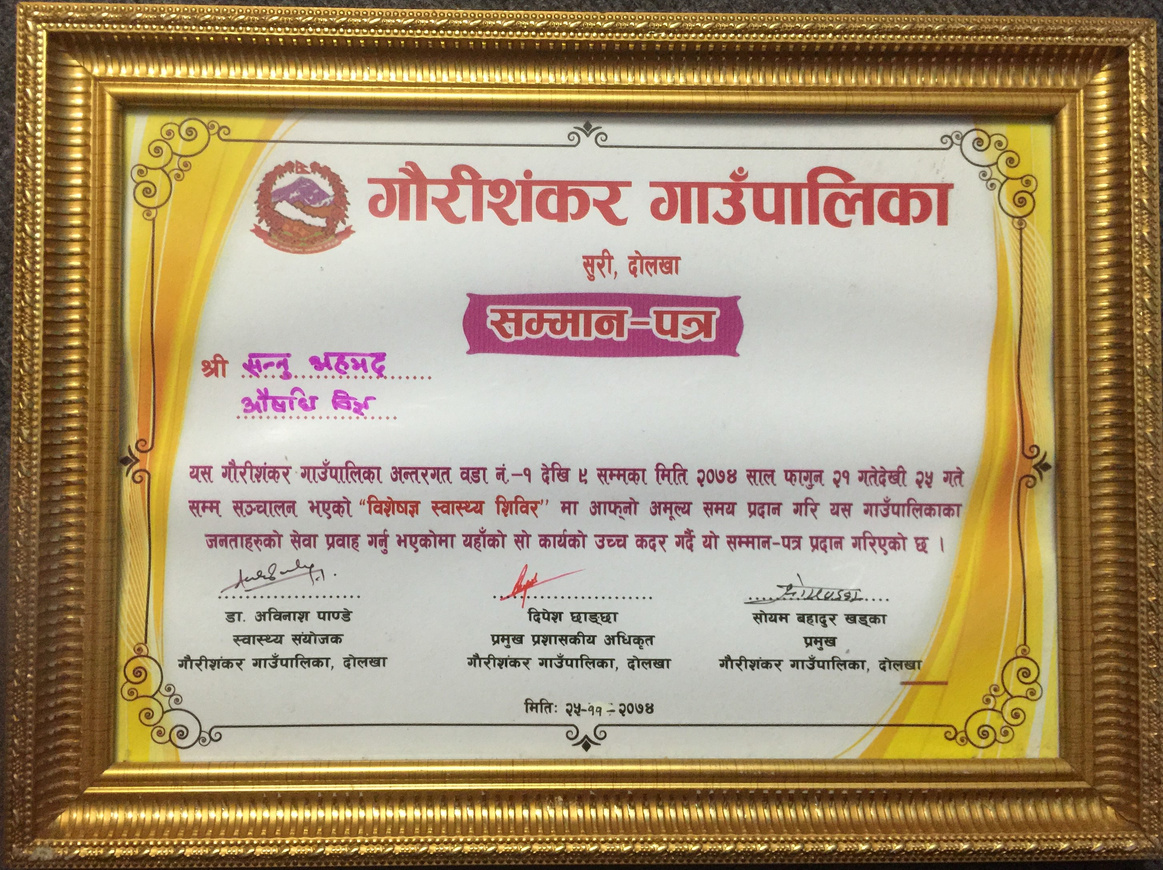 गौरीशंकर गाउँपालिका
सुरी, दोलखा
सम्मान-पत्र
श्री सन्नु अहमद
औषधि विज्ञ
यस गौरीशंकर गाउँपालिका अन्तरगत वडा नं.-१ देखि ९ सम्मका मिति २०७४ साल फागुन २१ गतेदेखी २५ गते
सम्म सञ्चालन भएको “विशेषज्ञ स्वास्थ्य शिविर” मा आफ्नो अमूल्य समय प्रदान गरि यस गाउँपालिकाका
जनताहरुको सेवा प्रवाह गर्नु भएकोमा यहाँको सो कार्यको उच्च कदर गर्दै यो सम्मान-पत्र प्रदान गरिएको छ ।
डा. अविनाश पाण्डे
स्वास्थ्य संयोजक
गौरीशंकर गाउँपालिका, दोलखा
दिपेश छाङ्छा
प्रमुख प्रशासकीय अधिकृत
गौरीशंकर गाउँपालिका, दोलखा
सोयम बहादुर खड्का
प्रमुख
गौरीशंकर गाउँपालिका, दोलखा
मितिः २५-११-२०७४